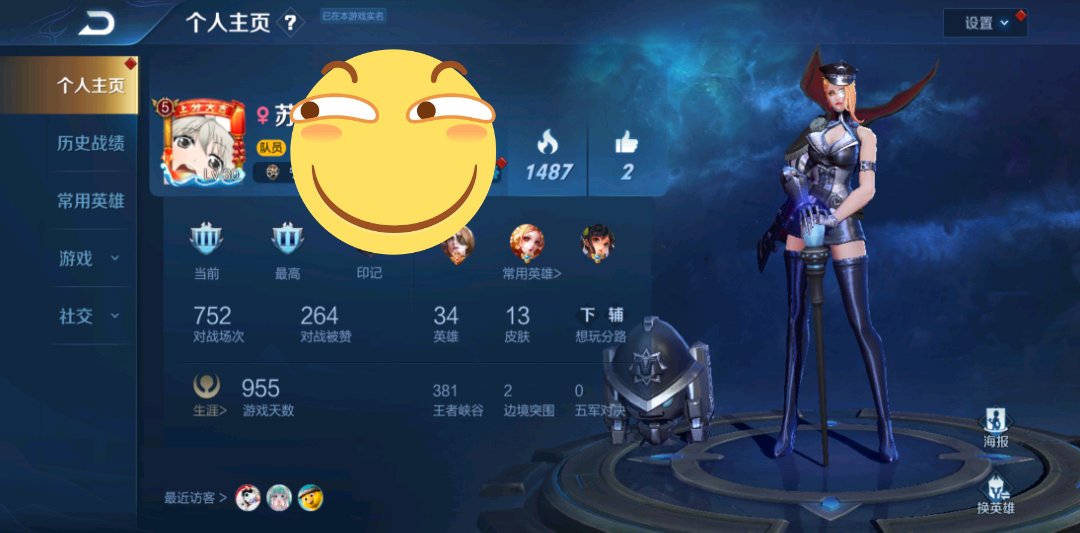 个人主页 ?
已在本游戏实名
设置
个人主页
历史战绩
常用英雄
游戏
社交
5 上分大吉
LV.30
♀ 苏
队员
1487
2
当前
最高
印记
常用英雄>
752
对战场次
264
对战被赞
34
英雄
13
皮肤
下 辅
想玩分路
生涯>
955
游戏天数
381
王者峡谷
2
边境突围
0
五军对决
最近访客 >
海报
换英雄